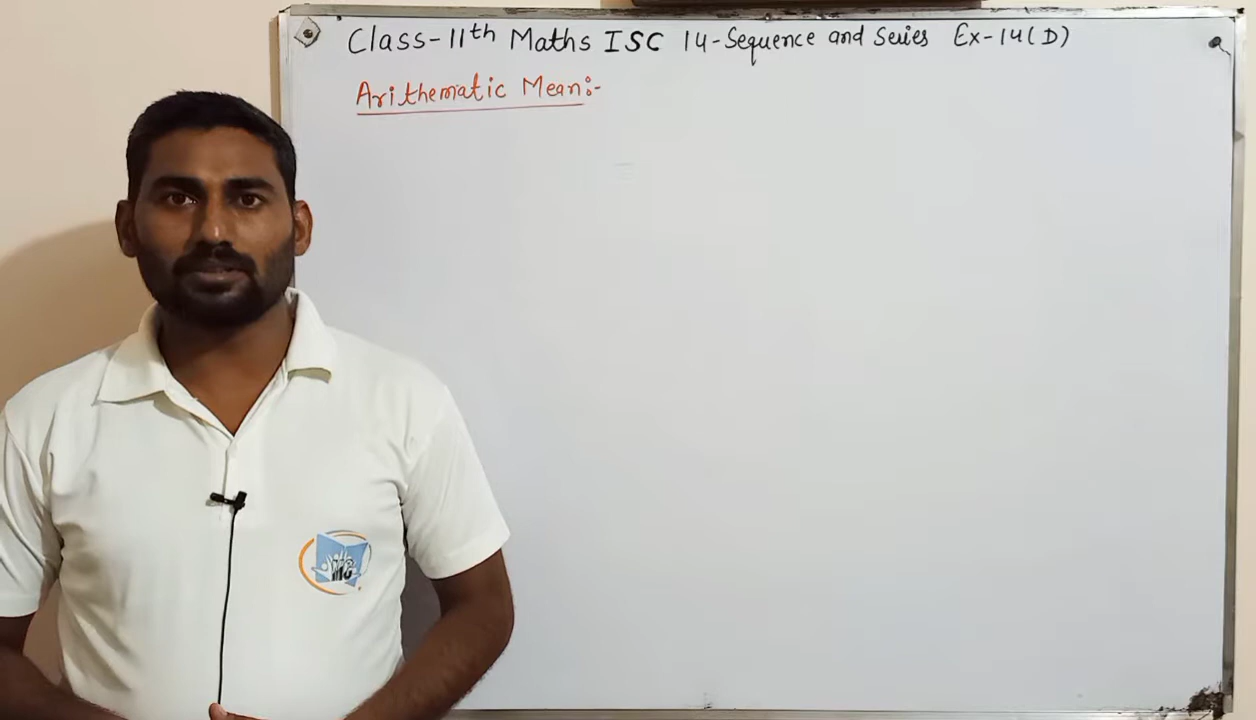 Class-11th Maths ISC 14-Sequence and Series Ex-14(D)
Arithematic Mean:-